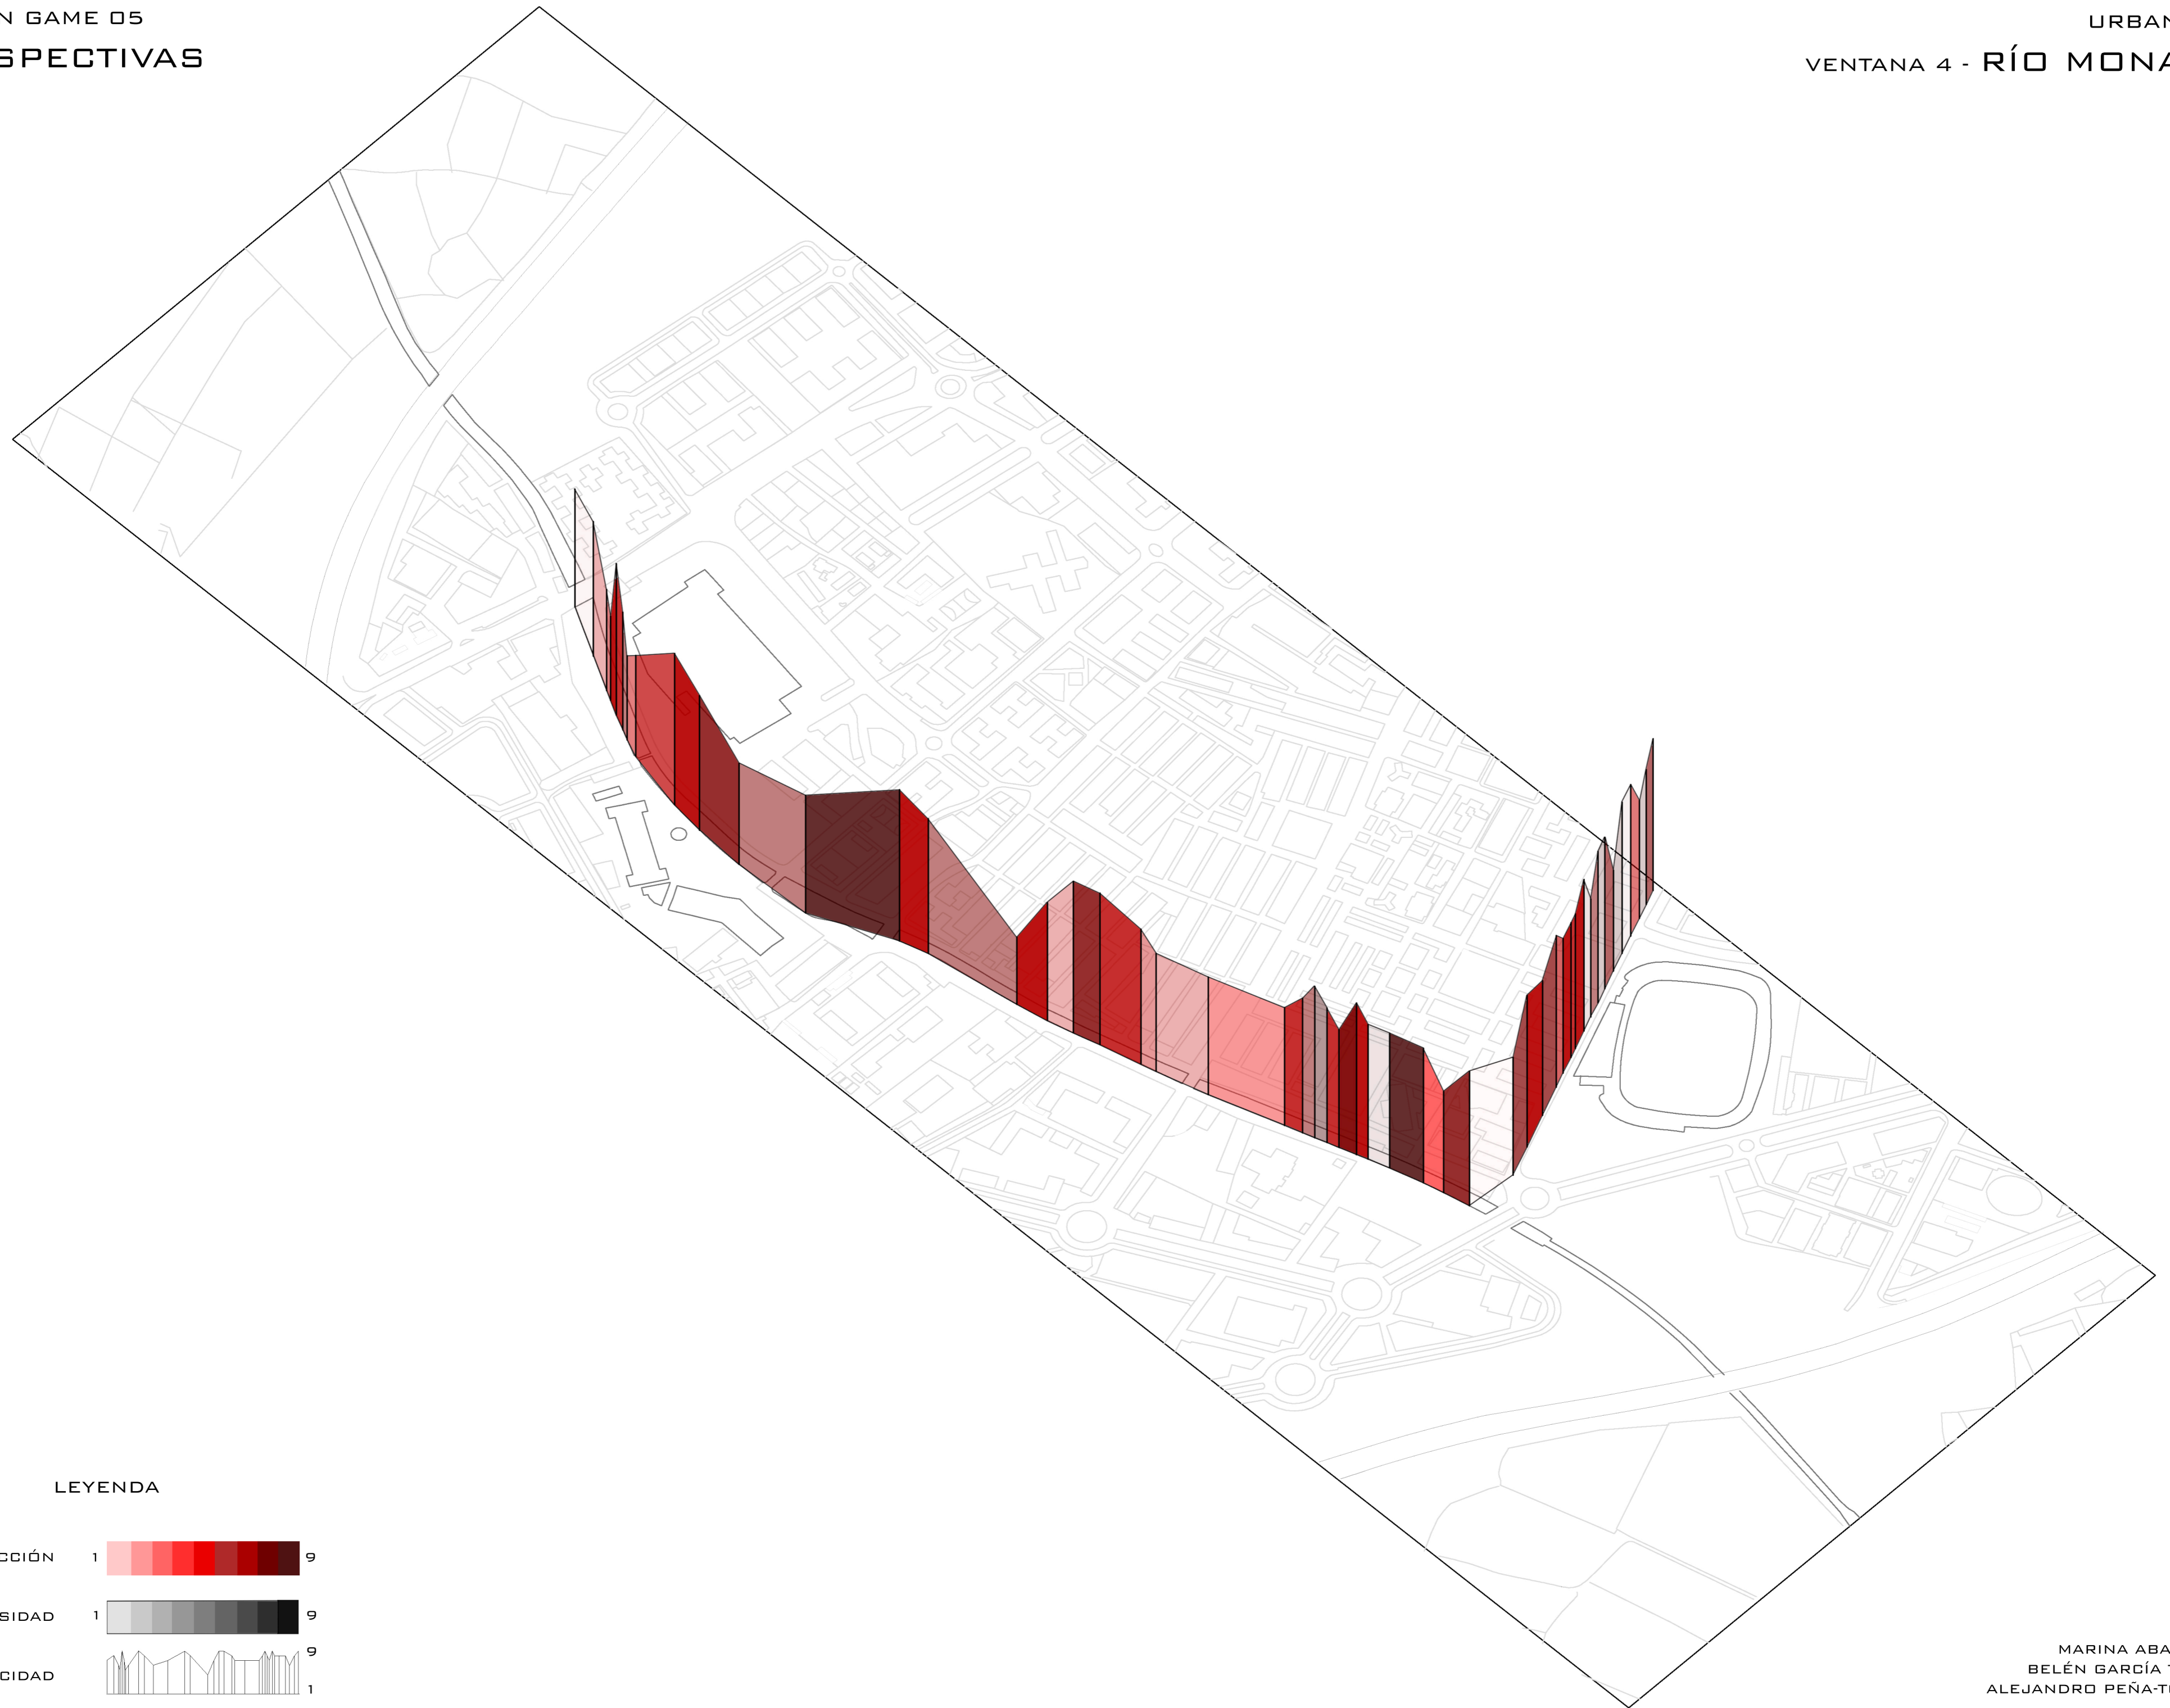 N GAME 05
SPECTIVAS
URBAN
VENTANA 4 - RÍO MONA
LEYENDA
CCIÓN 1 9
SIDAD 1 9
CIDAD 9
1
MARINA ABA
BELÉN GARCÍA
ALEJANDRO PEÑA-T